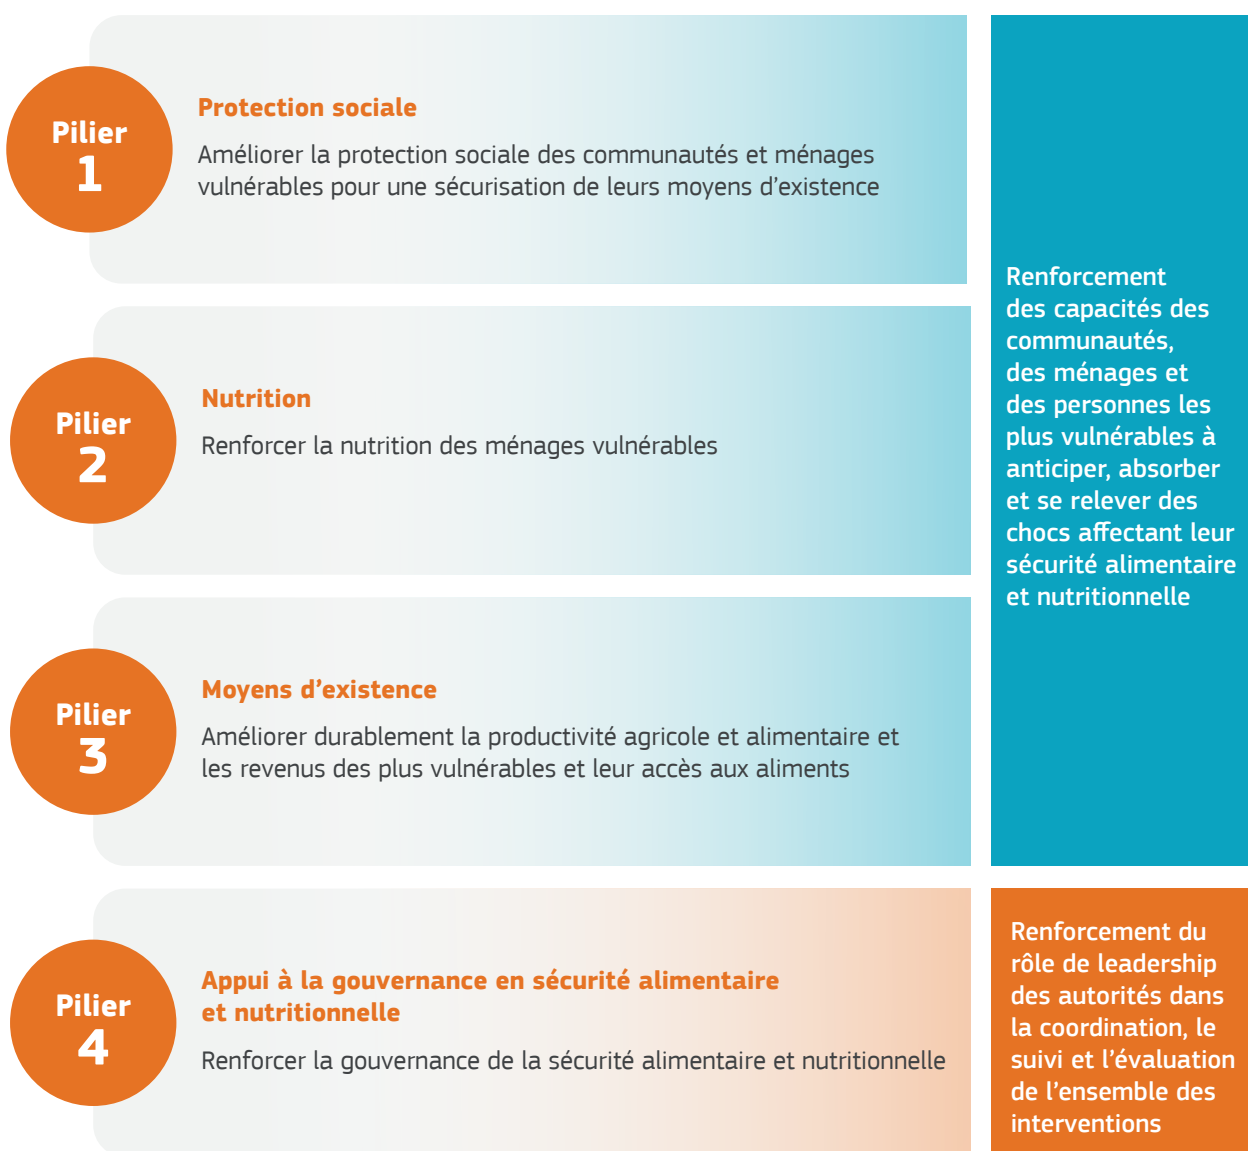 Pilier
1
Protection sociale
Améliorer la protection sociale des communautés et ménages
vulnérables pour une sécurisation de leurs moyens d’existence
Pilier
2
Nutrition
Renforcer la nutrition des ménages vulnérables
Pilier
3
Moyens d’existence
Améliorer durablement la productivité agricole et alimentaire et
les revenus des plus vulnérables et leur accès aux aliments
Renforcement
des capacités des
communautés,
des ménages et
des personnes les
plus vulnérables à
anticiper, absorber
et se relever des
chocs affectant leur
sécurité alimentaire
et nutritionnelle
Pilier
4
Appui à la gouvernance en sécurité alimentaire
et nutritionnelle
Renforcer la gouvernance de la sécurité alimentaire et nutritionnelle
Renforcement du
rôle de leadership
des autorités dans
la coordination, le
suivi et l’évaluation
de l’ensemble des
interventions